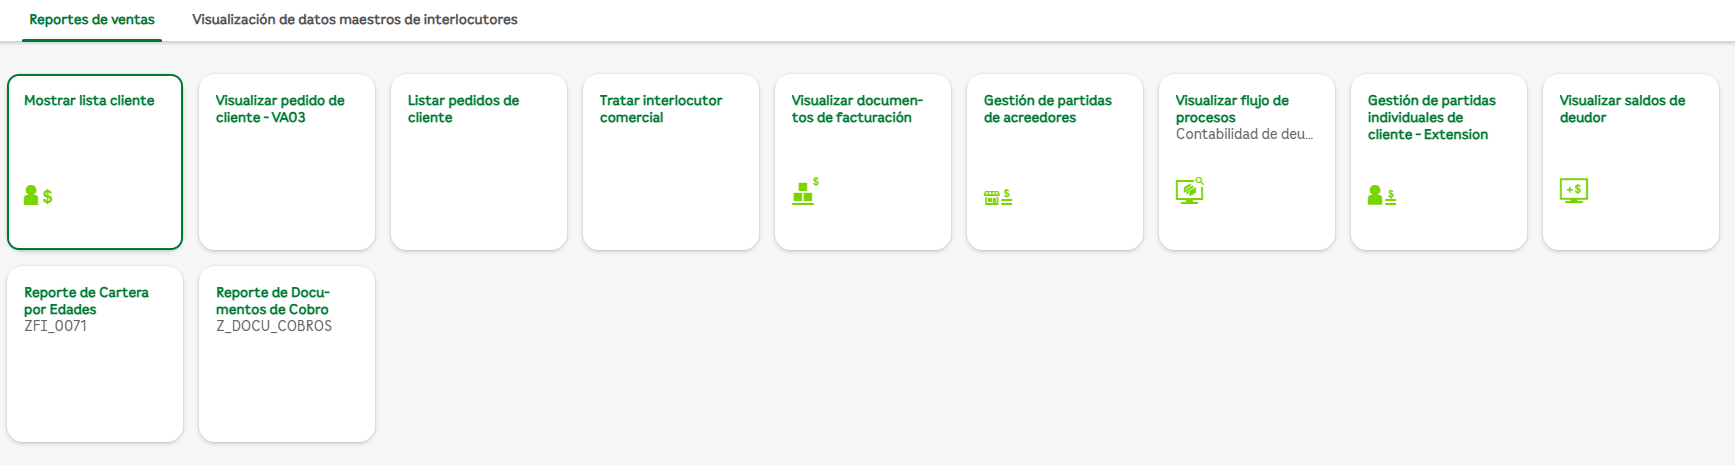 Reportes de ventas
Visualización de datos maestros de interlocutores
Mostrar lista cliente
Visualizar pedido de
cliente - VA03
Listar pedidos de
cliente
Tratar interlocutor
comercial
Visualizar documen-
tos de facturación
Gestión de partidas
de acreedores
Visualizar flujo de
procesos
Contabilidad de deu...
Gestión de partidas
individuales de
cliente - Extension
Visualizar saldos de
deudor
Reporte de Cartera
por Edades
ZFI_0071
Reporte de Docu-
mentos de Cobro
Z_DOCU_COBROS